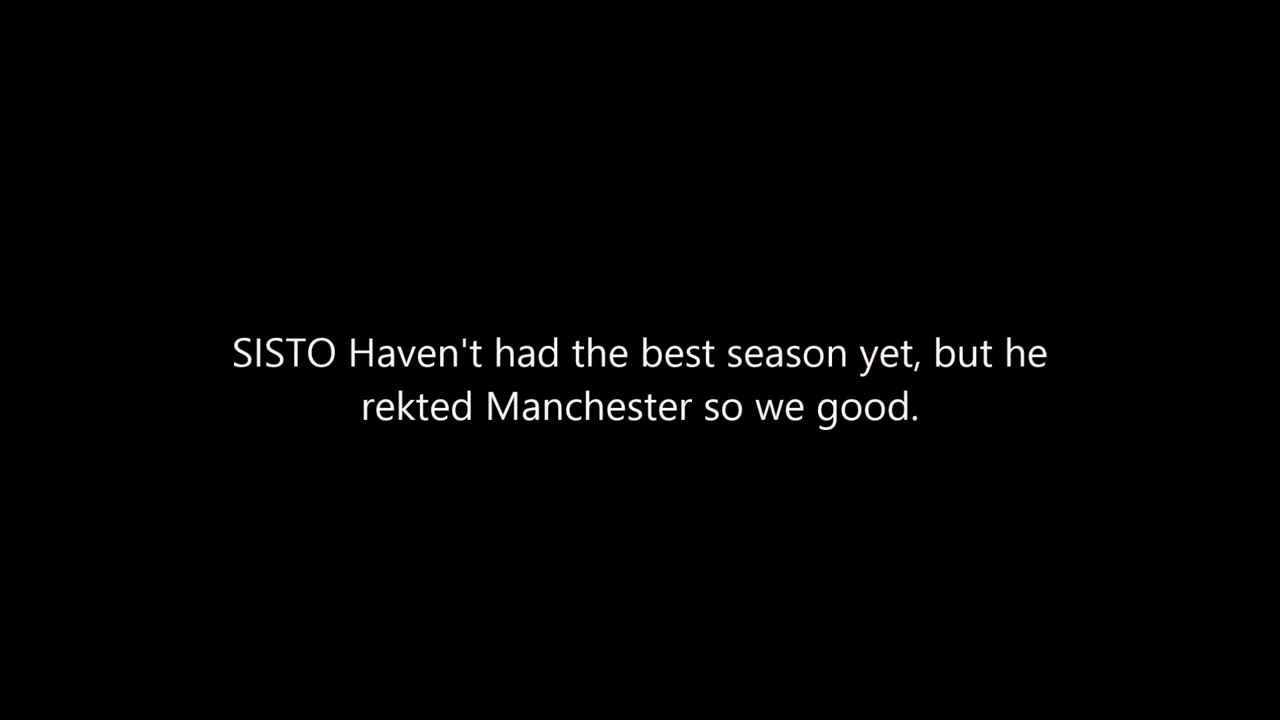 SISTO Haven't had the best season yet, but he
rekted Manchester so we good.